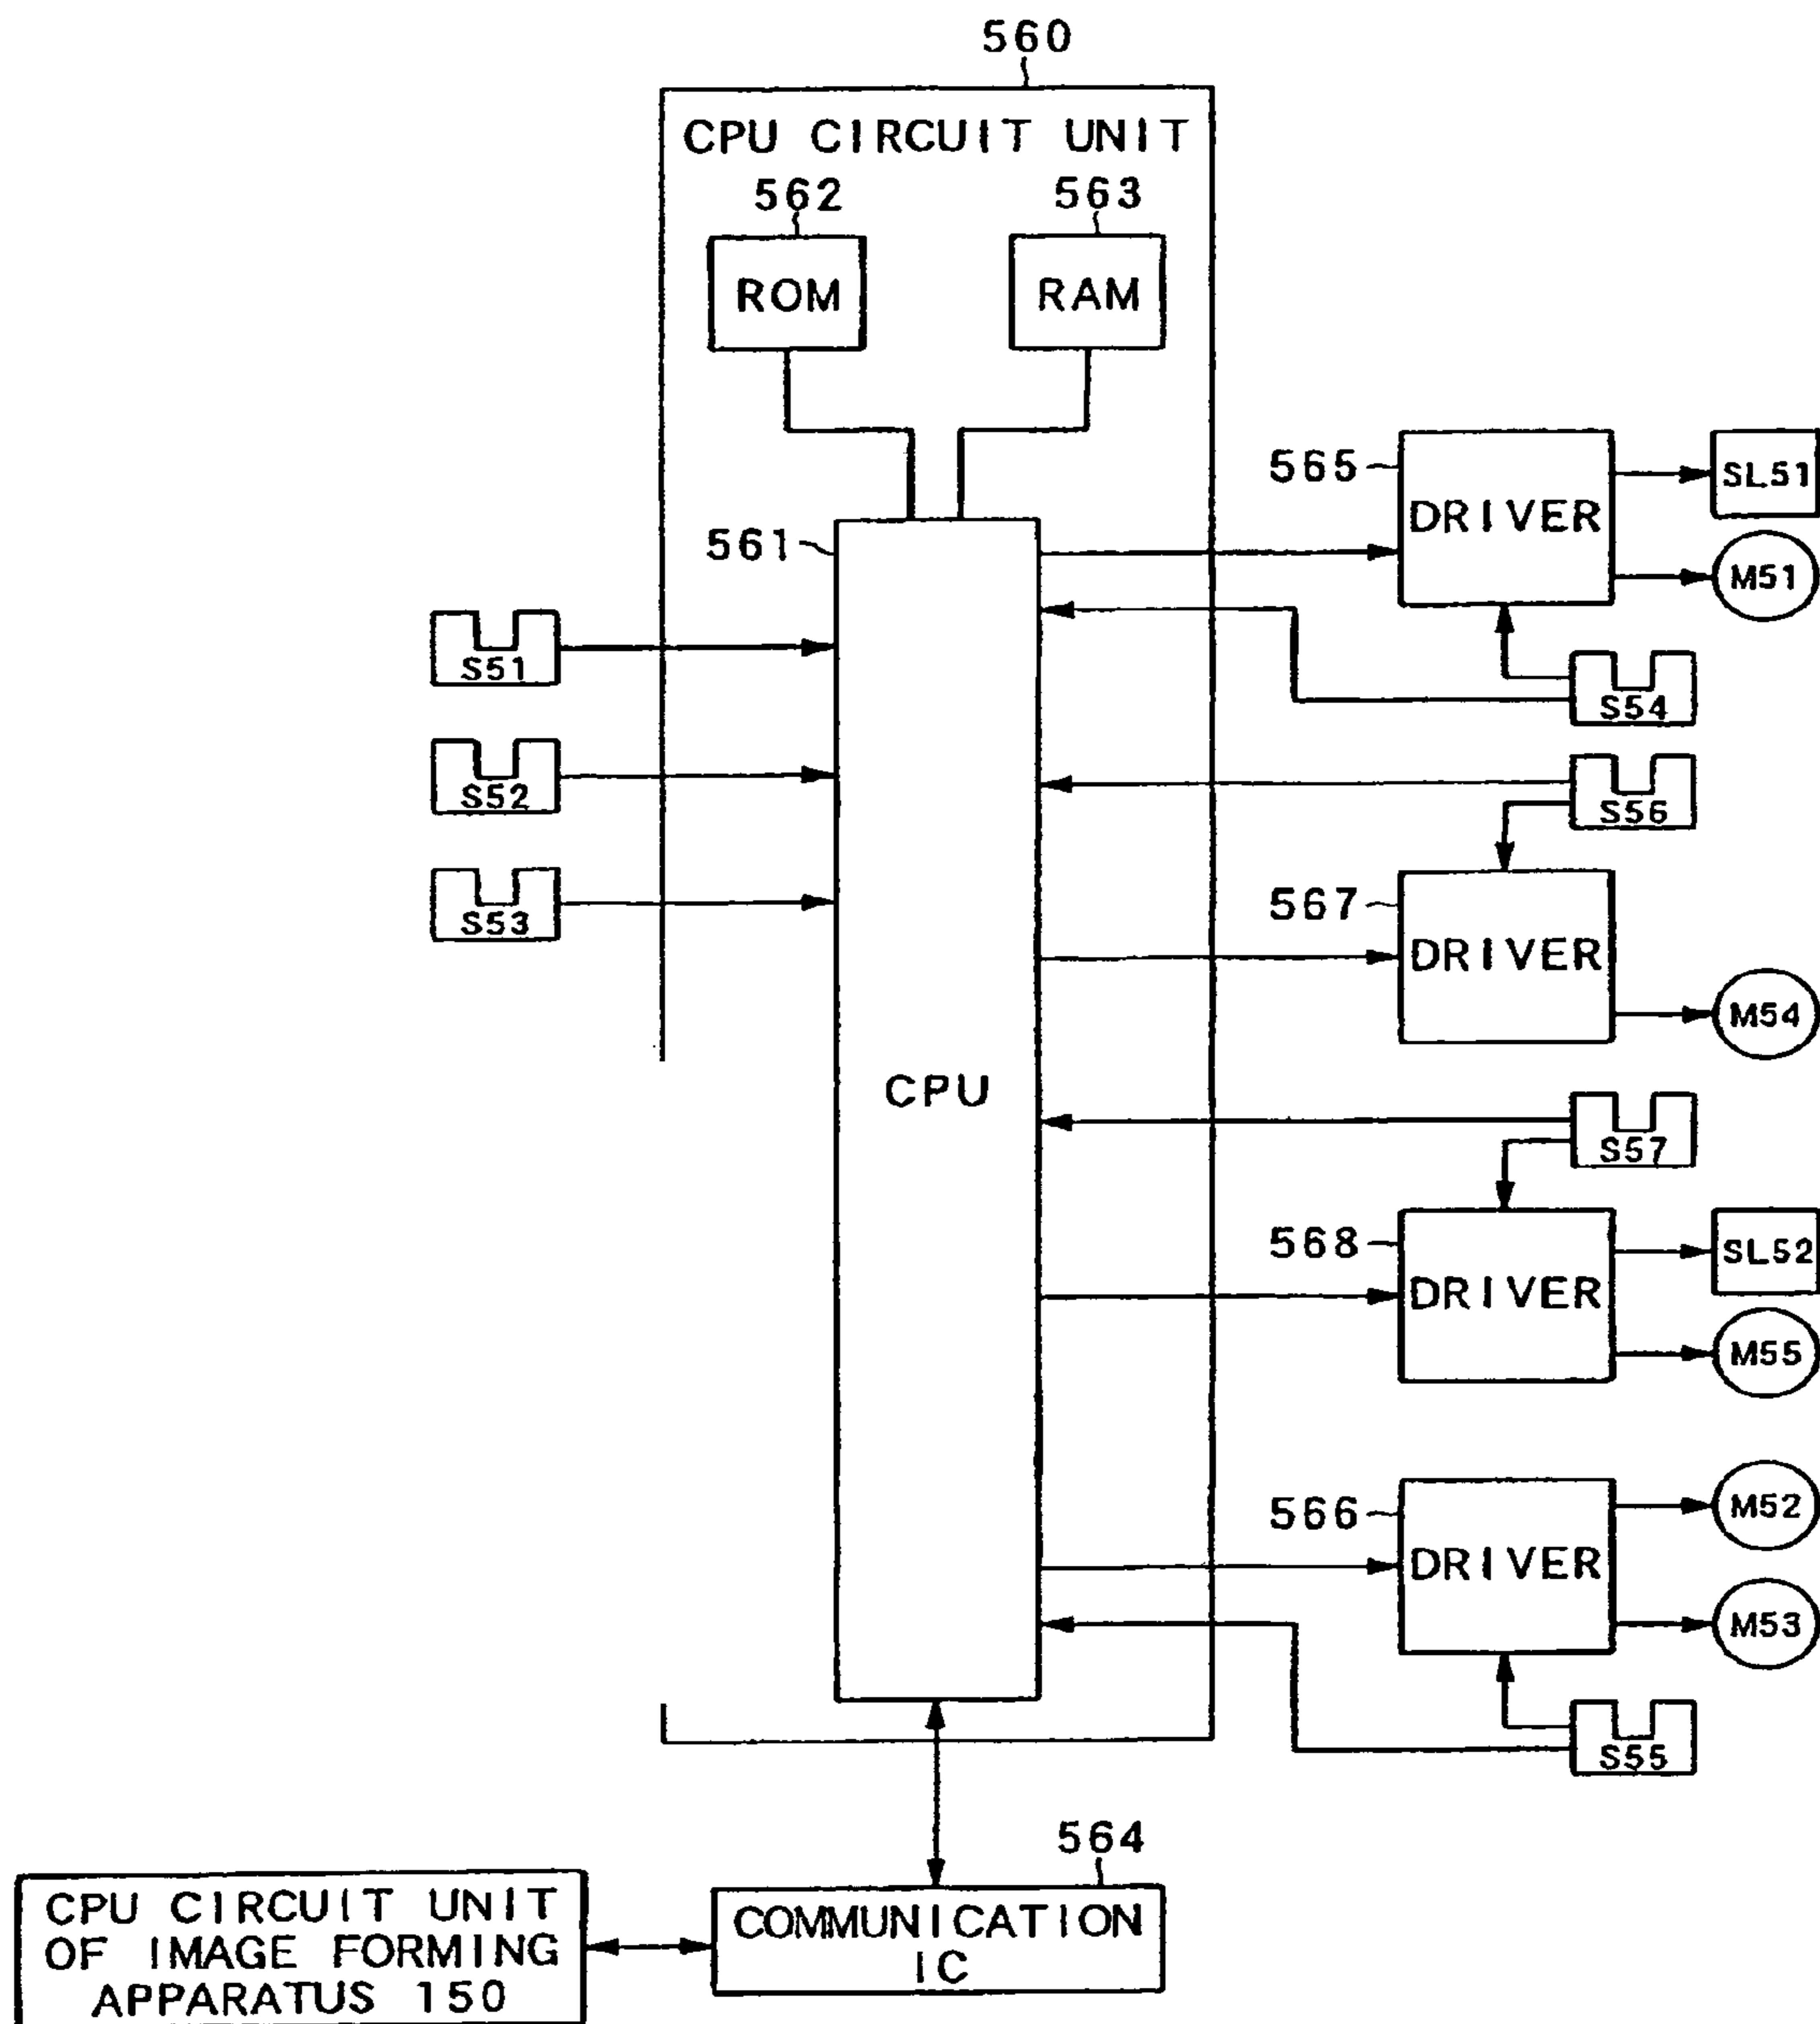 560
CPU CIRCUIT UNIT
562
563
ROM
RAM
565
DRIVER
SL51
M51
561
S51
S54
S52
S56
S53
567
DRIVER
M54
CPU
S57
568
DRIVER
SL52
M55
566
DRIVER
M52
M53
S55
564
CPU CIRCUIT UNIT
OF IMAGE FORMING
APPARATUS 150
COMMUNICATION
IC